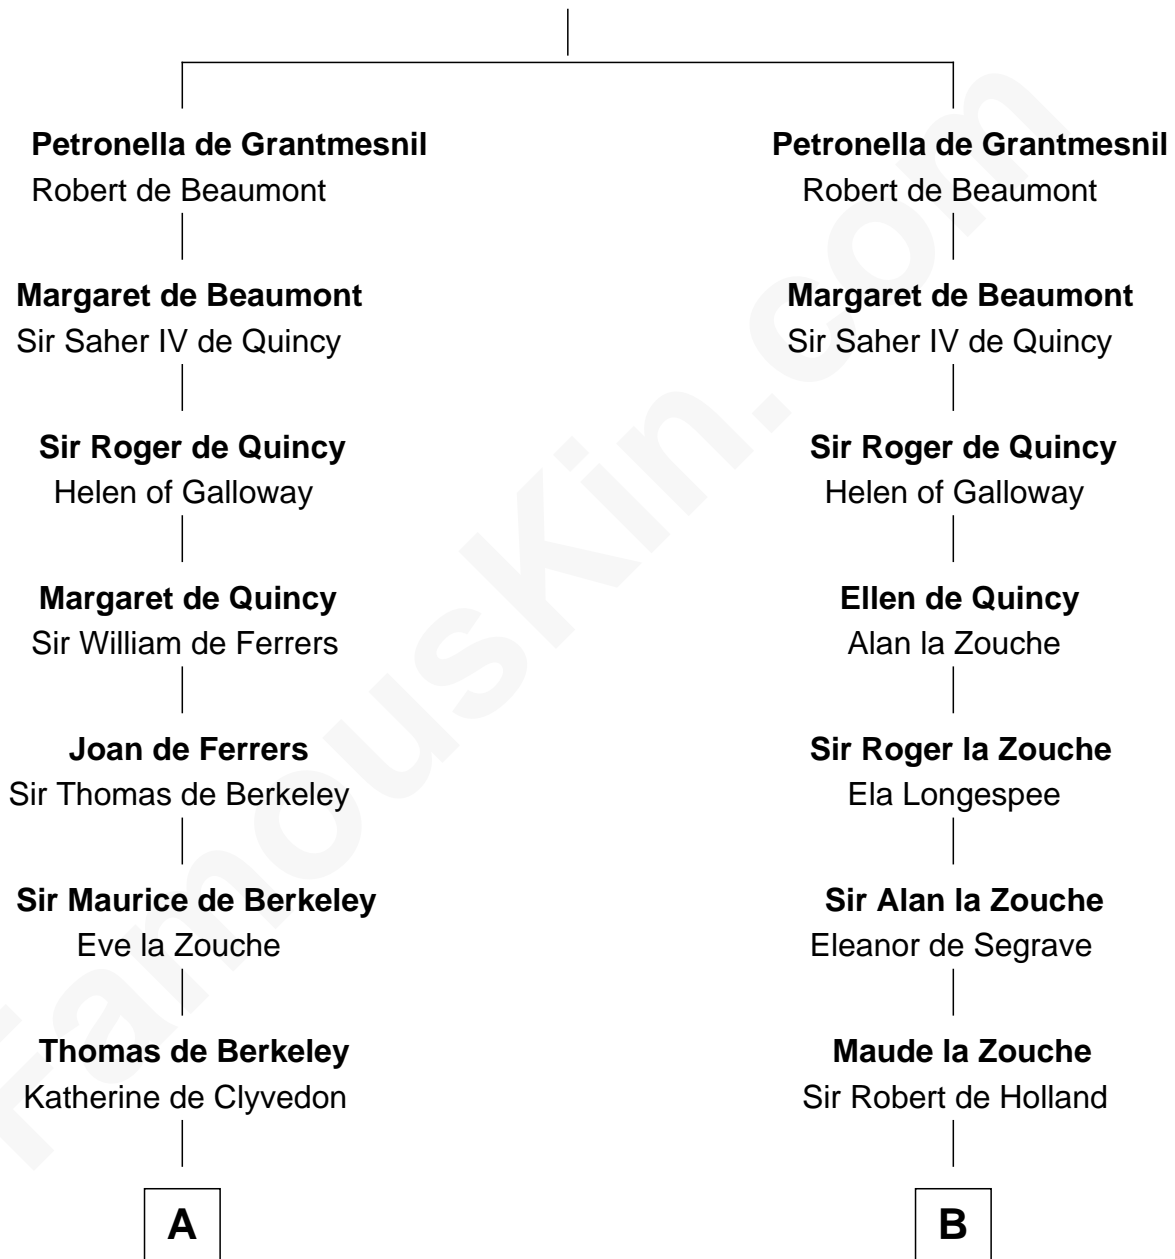 Petronella de Grantmesnil
Robert de Beaumont
Margaret de Beaumont
Sir Saher IV de Quincy
Sir Roger de Quincy
Helen of Galloway
Margaret de Quincy
Sir William de Ferrers
Joan de Ferrers
Sir Thomas de Berkeley
Sir Maurice de Berkeley
Eve la Zouche
Thomas de Berkeley
Katherine de Clyvedon
A
Petronella de Grantmesnil
Robert de Beaumont
Margaret de Beaumont
Sir Saher IV de Quincy
Sir Roger de Quincy
Helen of Galloway
Ellen de Quincy
Alan la Zouche
Sir Roger la Zouche
Ela Longespee
Sir Alan la Zouche
Eleanor de Segrave
Maude la Zouche
Sir Robert de Holland
B
FamousKin.com